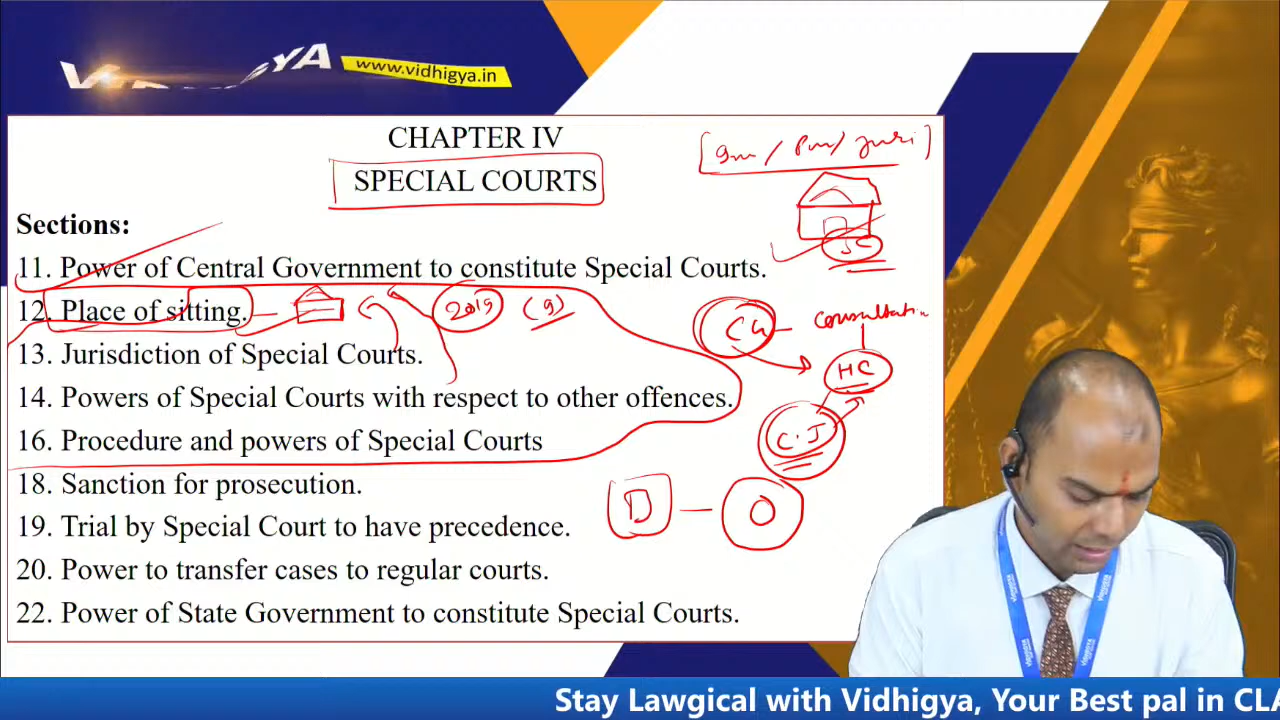 VIDHIGYA
www.vidhigya.in
CHAPTER IV
SPECIAL COURTS
Sections:
11. Power of Central Government to constitute Special Courts.
SC
12. Place of sitting.
2019 (9)
CG
Consultation
13. Jurisdiction of Special Courts.
HC
14. Powers of Special Courts with respect to other offences.
16. Procedure and powers of Special Courts
C.J
18. Sanction for prosecution.
D - O
19. Trial by Special Court to have precedence.
20. Power to transfer cases to regular courts.
22. Power of State Government to constitute Special Courts.
Stay Lawgical with Vidhigya, Your Best pal in CLA